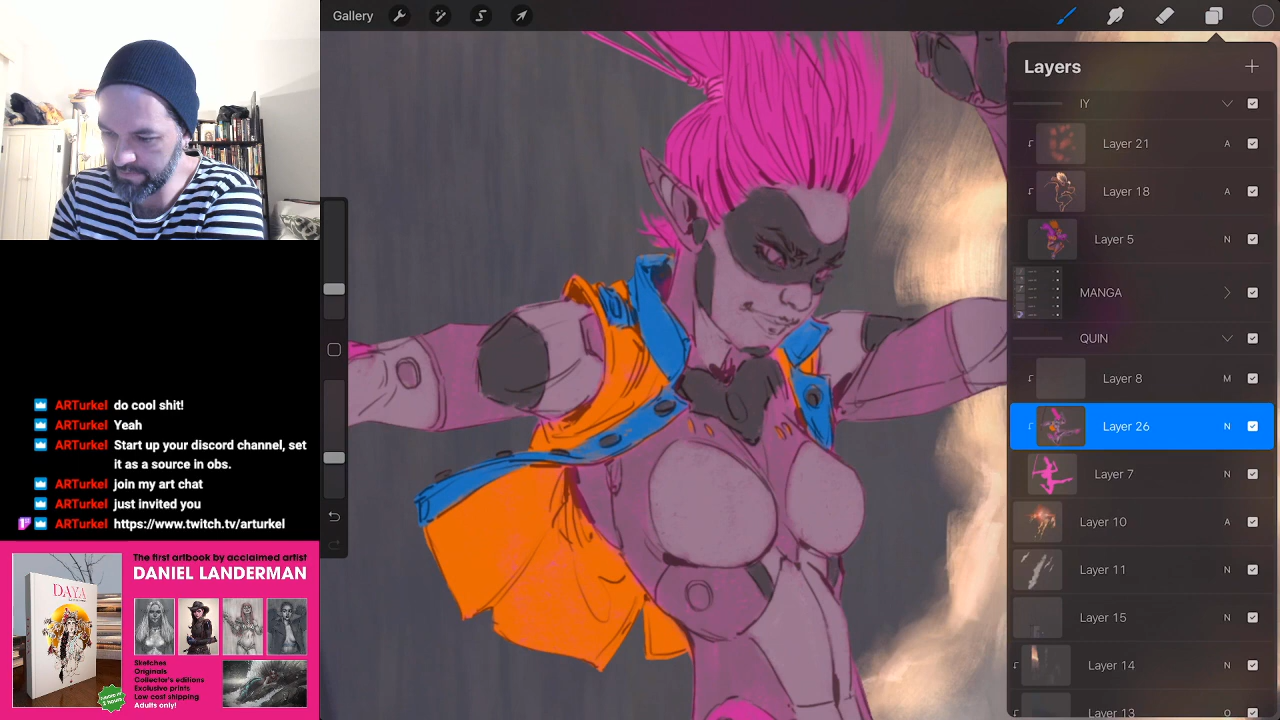 Gallery
Layers
IY
Layer 21 A
Layer 18 A
Layer 5 N
MANGA
QUIN
Layer 8 M
Layer 26 N
Layer 7 N
Layer 10 A
Layer 11 N
Layer 15 N
Layer 14 N
Layer 13 O
ARTurkel do cool shit!
ARTurkel Yeah
ARTurkel Start up your discord channel, set
it as a source in obs.
ARTurkel join my art chat
ARTurkel just invited you
ARTurkel https://www.twitch.tv/arturkel
The first artbook by acclaimed artist
DANIEL LANDERMAN
DAYA
Sketches
Originals
Collector's editions
Exclusive prints
Low cost shipping
Adults only!